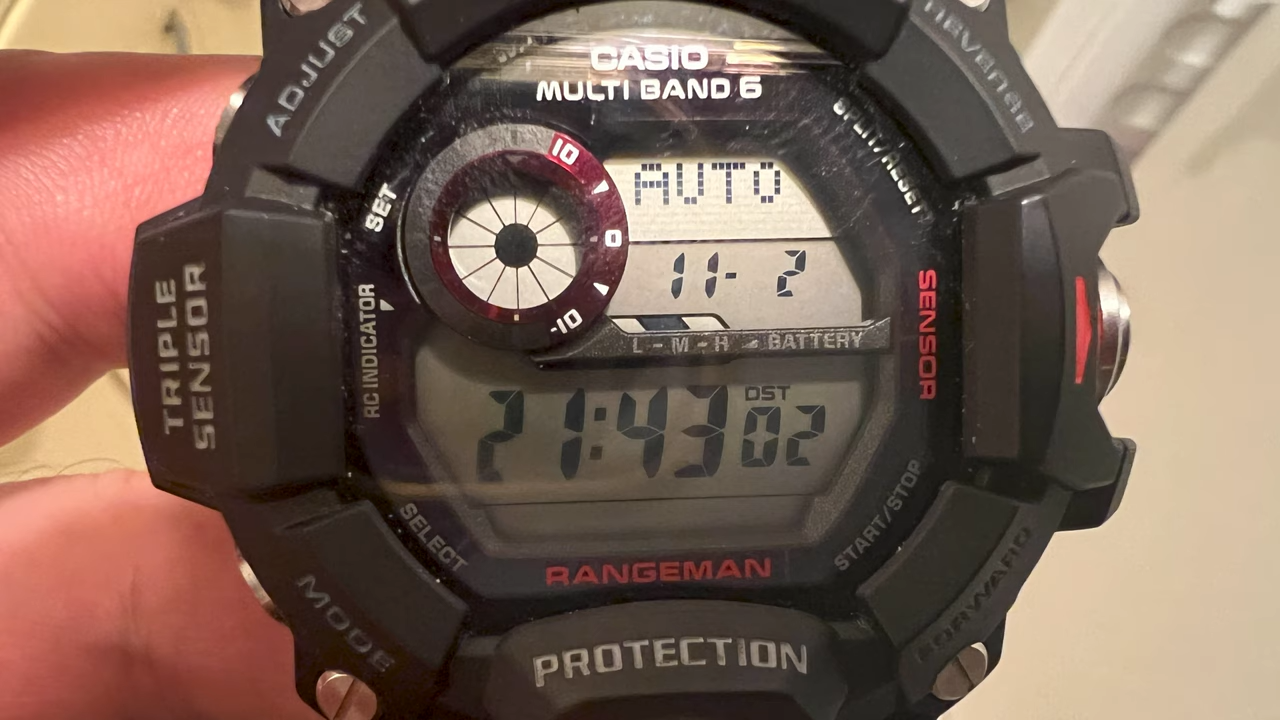 ADJUST
REVERSE
CASIO
MULTI BAND 6
SPLIT/RESET
SET
10
0
-10
AUTO
11- 2
L - M - H BATTERY
TRIPLE
SENSOR
RC INDICATOR
SENSOR
DST
21:43 02
SELECT
START/STOP
RANGEMAN
MODE
FORWARD
PROTECTION